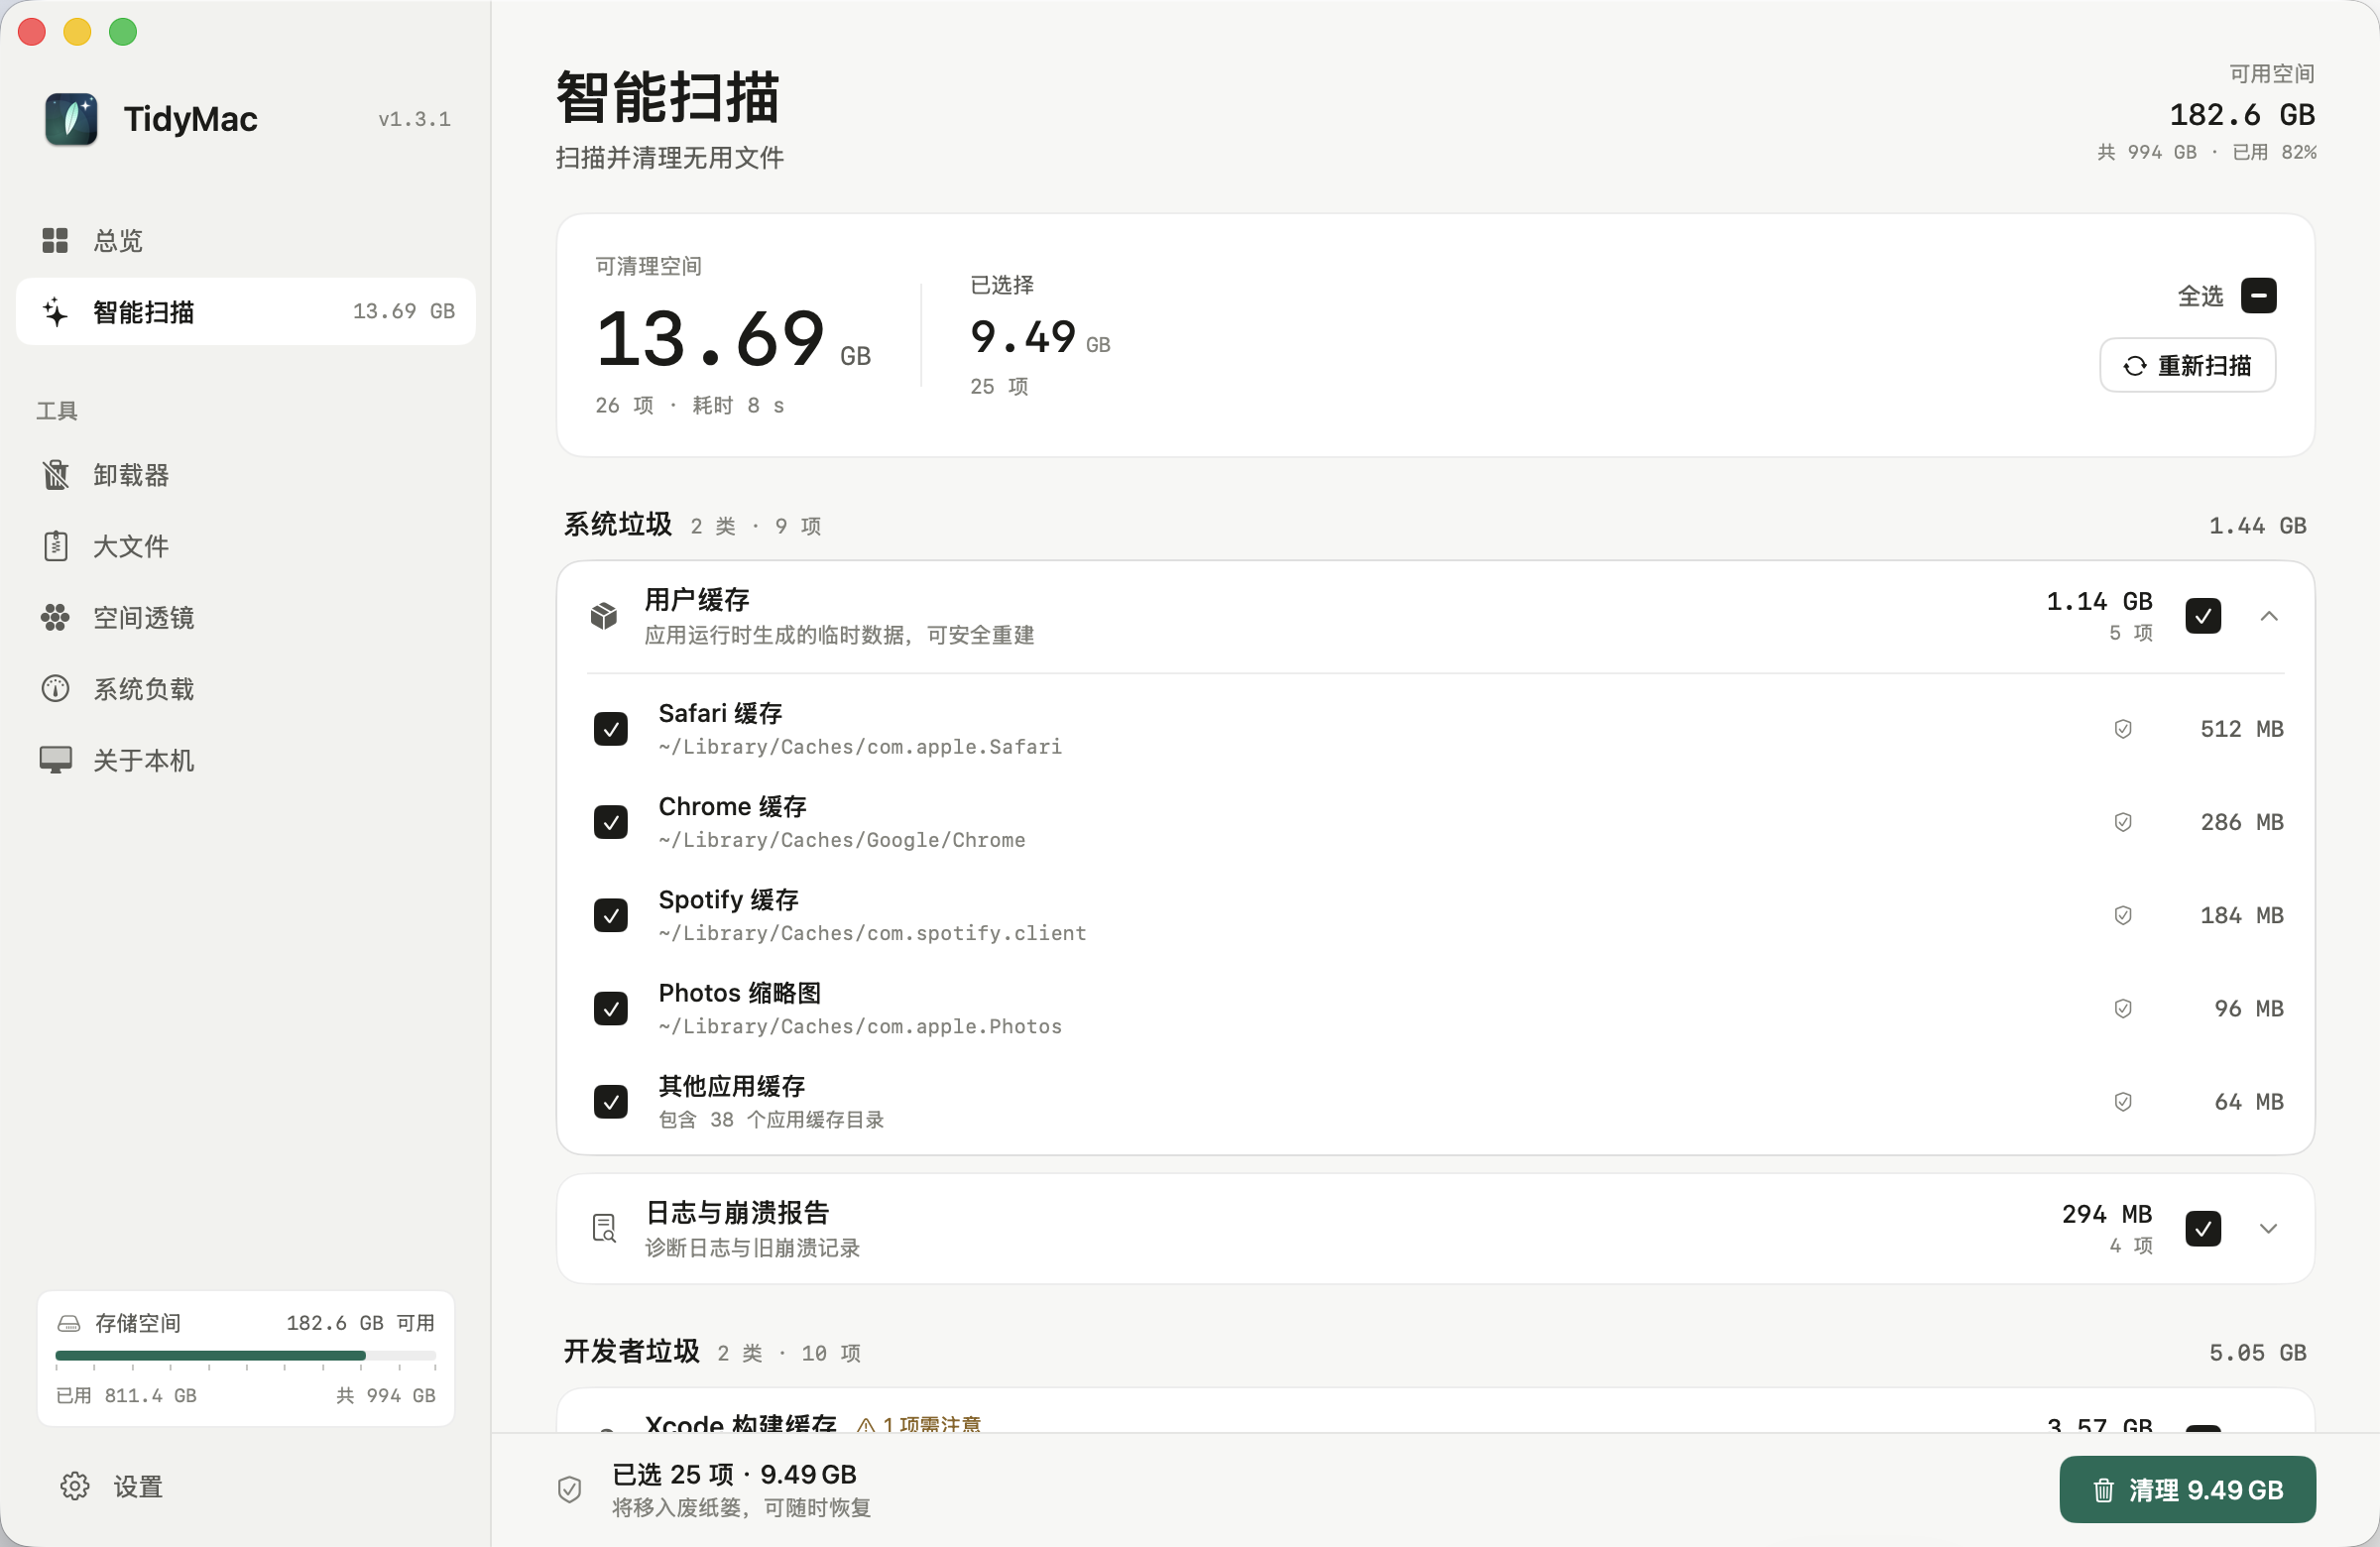 TidyMac
v1.3.1
总览
智能扫描
13.69 GB
工具
卸载器
大文件
空间透镜
系统负载
关于本机
存储空间
182.6 GB 可用
已用 811.4 GB
共 994 GB
设置
智能扫描
扫描并清理无用文件
可用空间
182.6 GB
共 994 GB · 已用 82%
可清理空间
13.69 GB
26 项 · 耗时 8 s
已选择
9.49 GB
25 项
全选
重新扫描
系统垃圾 2 类 · 9 项
1.44 GB
用户缓存
应用运行时生成的临时数据，可安全重建
1.14 GB
5 项
Safari 缓存
~/Library/Caches/com.apple.Safari
512 MB
Chrome 缓存
~/Library/Caches/Google/Chrome
286 MB
Spotify 缓存
~/Library/Caches/com.spotify.client
184 MB
Photos 缩略图
~/Library/Caches/com.apple.Photos
96 MB
其他应用缓存
包含 38 个应用缓存目录
64 MB
日志与崩溃报告
诊断日志与旧崩溃记录
294 MB
4 项
开发者垃圾 2 类 · 10 项
5.05 GB
Xcode 构建缓存 1 项需注意
3.57 GB
已选 25 项 · 9.49 GB
将移入废纸篓，可随时恢复
清理 9.49 GB